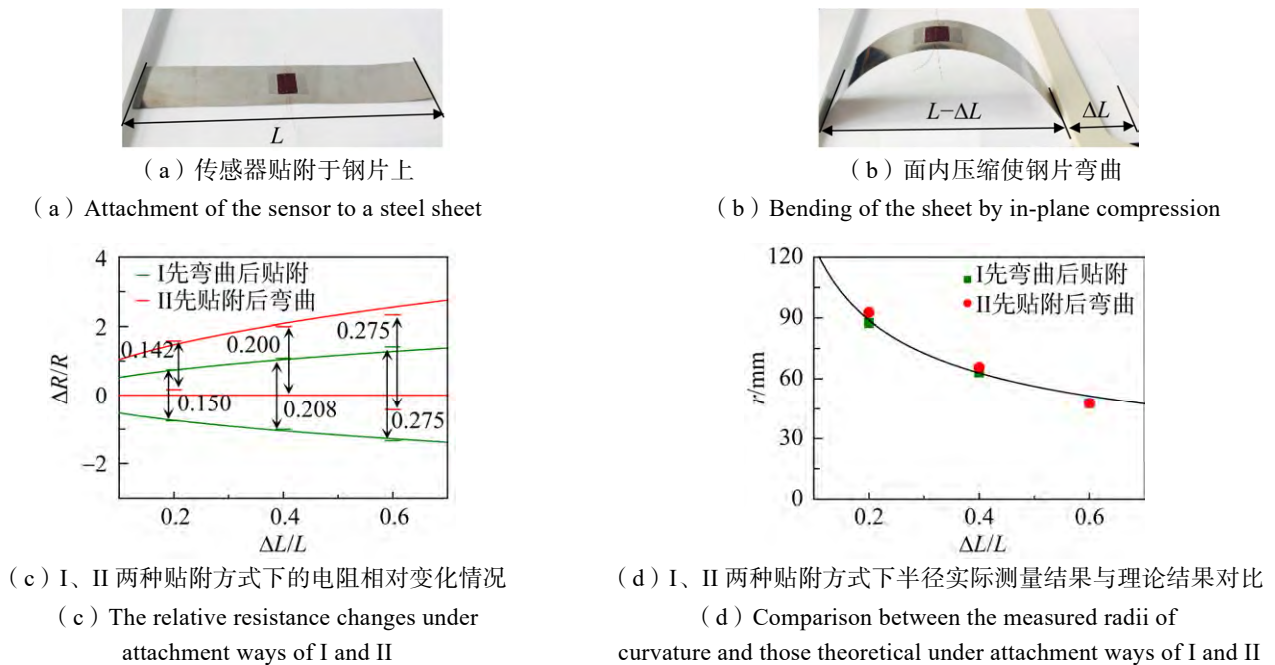 L
L−ΔL
ΔL
（a）传感器贴附于钢片上
（a）Attachment of the sensor to a steel sheet
（b）面内压缩使钢片弯曲
（b）Bending of the sheet by in-plane compression
4
2
0
−2
ΔR/R
I先弯曲后贴附
II先贴附后弯曲
0.142
0.200
0.275
0.150
0.208
0.275
0.2
0.4
0.6
ΔL/L
120
90
60
30
0
r/mm
I先弯曲后贴附
II先贴附后弯曲
0.2
0.4
0.6
ΔL/L
（c）I、II 两种贴附方式下的电阻相对变化情况
（c）The relative resistance changes under
attachment ways of I and II
（d）I、II 两种贴附方式下半径实际测量结果与理论结果对比
（d）Comparison between the measured radii of
curvature and those theoretical under attachment ways of I and II